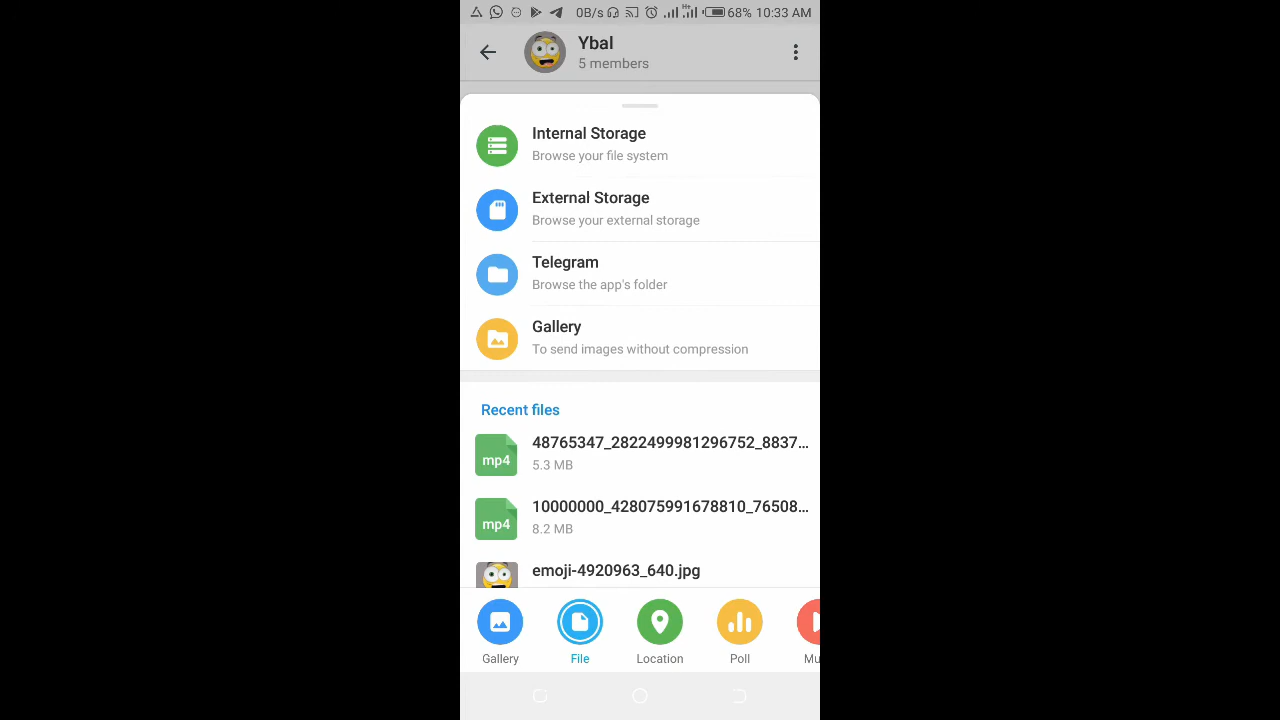 0B/s H+ 68% 10:33 AM
Ybal
5 members
Internal Storage
Browse your file system
External Storage
Browse your external storage
Telegram
Browse the app's folder
Gallery
To send images without compression
Recent files
mp4 48765347_2822499981296752_8837...
5.3 MB
mp4 10000000_428075991678810_76508...
8.2 MB
emoji-4920963_640.jpg
Gallery File Location Poll Mu